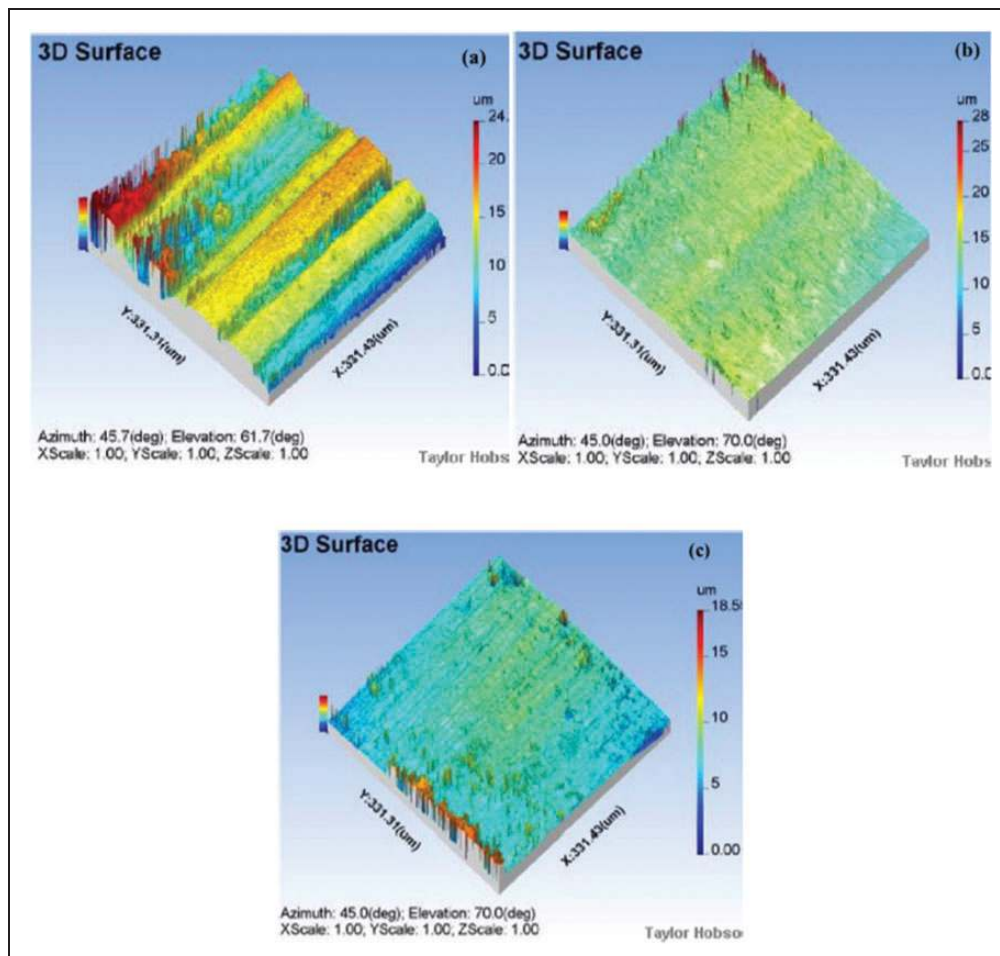 3D Surface (a)
um
24.
20
15
10
5
0.0
Y:331.31(um)
X:331.43(um)
Azimuth: 45.7(deg); Elevation: 61.7(deg)
XScale: 1.00; YScale: 1.00; ZScale: 1.00
Taylor Hobs
3D Surface (b)
um
28
25
20
15
10
5
0.0
Y:331.31(um)
X:331.43(um)
Azimuth: 45.0(deg); Elevation: 70.0(deg)
XScale: 1.00; YScale: 1.00; ZScale: 1.00
Taylor Hobs
3D Surface (c)
um
18.5
15
10
5
0.00
Y:331.31(um)
X:331.43(um)
Azimuth: 45.0(deg); Elevation: 70.0(deg)
XScale: 1.00; YScale: 1.00; ZScale: 1.00
Taylor Hobso